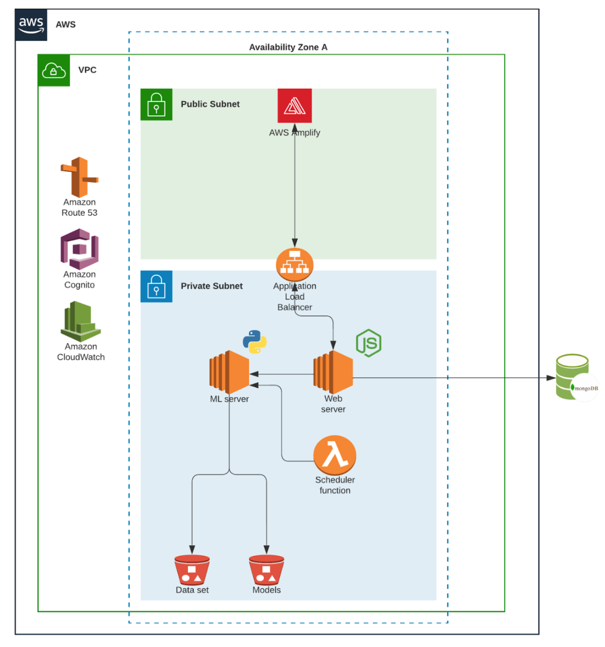 aws
AWS
Availability Zone A
VPC
Public Subnet
AWS Amplify
Amazon
Route 53
Amazon
Cognito
Amazon
CloudWatch
Application
Load
Balancer
Private Subnet
JS
ML server
Web
server
mongoDB
Scheduler
function
Data set
Models